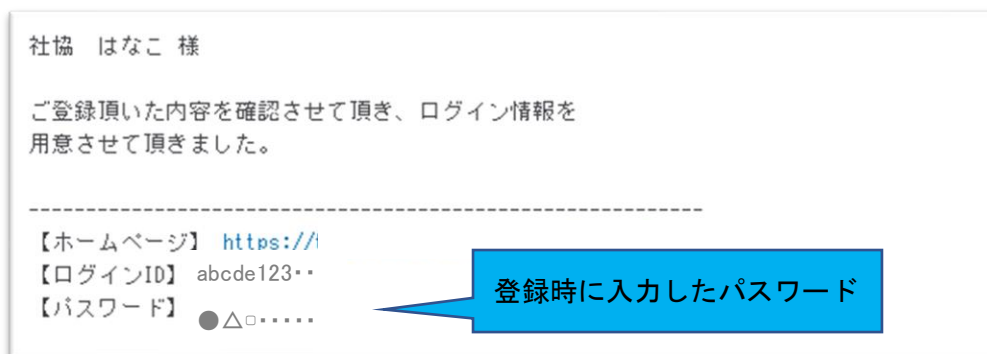 社協　はなこ 様
ご登録頂いた内容を確認させて頂き、ログイン情報を
用意させて頂きました。
------------------------------------------------------------
【ホームページ】 https://
【ログインID】 abcde123▪▪
【パスワード】 ●△□▪▪▪▪▪
登録時に入力したパスワード